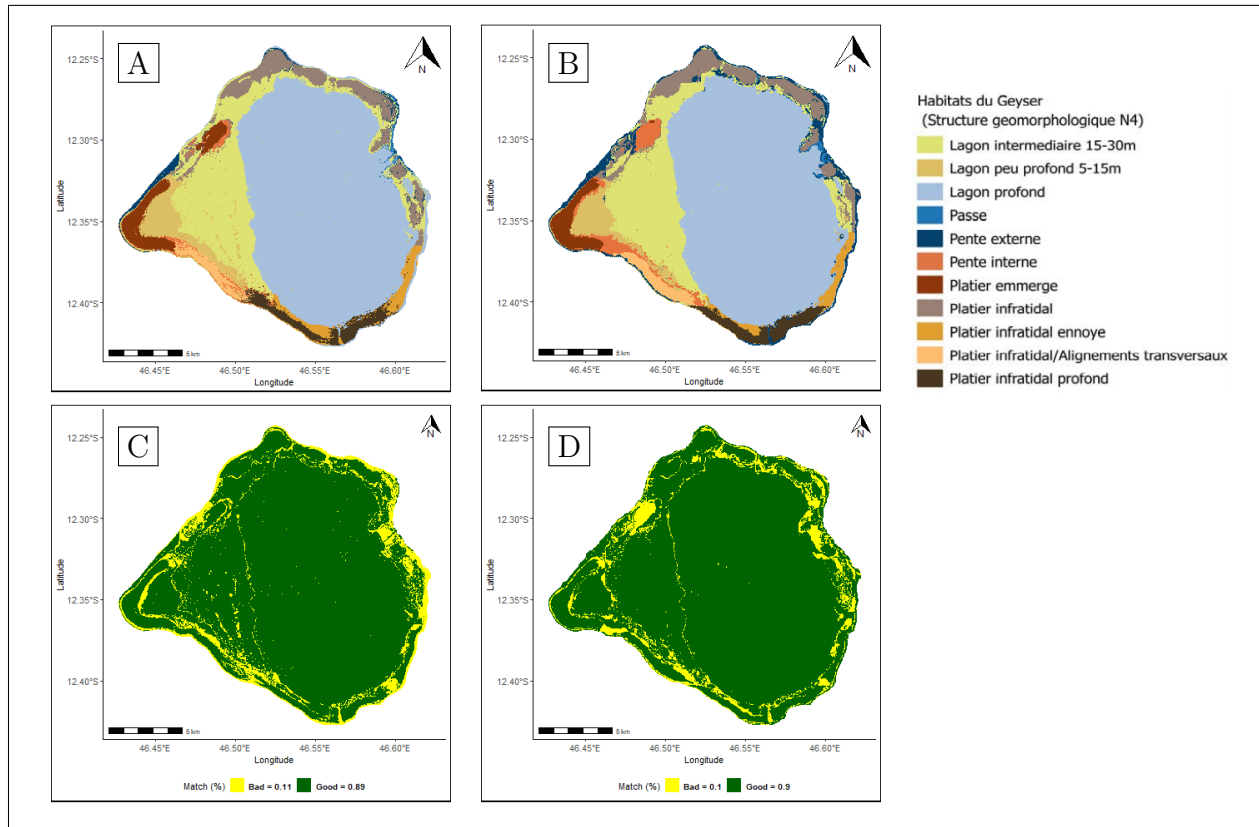 A
N
12.25°S
12.30°S
12.35°S
12.40°S
Latitude
5 km
46.45°E
46.50°E
46.55°E
46.60°E
Longitude
B
N
12.25°S
12.30°S
12.35°S
12.40°S
Latitude
5 km
46.45°E
46.50°E
46.55°E
46.60°E
Longitude
Habitats du Geyser
(Structure geomorphologique N4)
Lagon intermediaire 15-30m
Lagon peu profond 5-15m
Lagon profond
Passe
Pente externe
Pente interne
Platier emmerge
Platier infratidal
Platier infratidal ennoye
Platier infratidal/Alignements transversaux
Platier infratidal profond
C
N
12.25°S
12.30°S
12.35°S
12.40°S
Latitude
5 km
46.45°E
46.50°E
46.55°E
46.60°E
Longitude
Match (%) Bad = 0.11 Good = 0.89
D
N
12.25°S
12.30°S
12.35°S
12.40°S
Latitude
5 km
46.45°E
46.50°E
46.55°E
46.60°E
Longitude
Match (%) Bad = 0.1 Good = 0.9